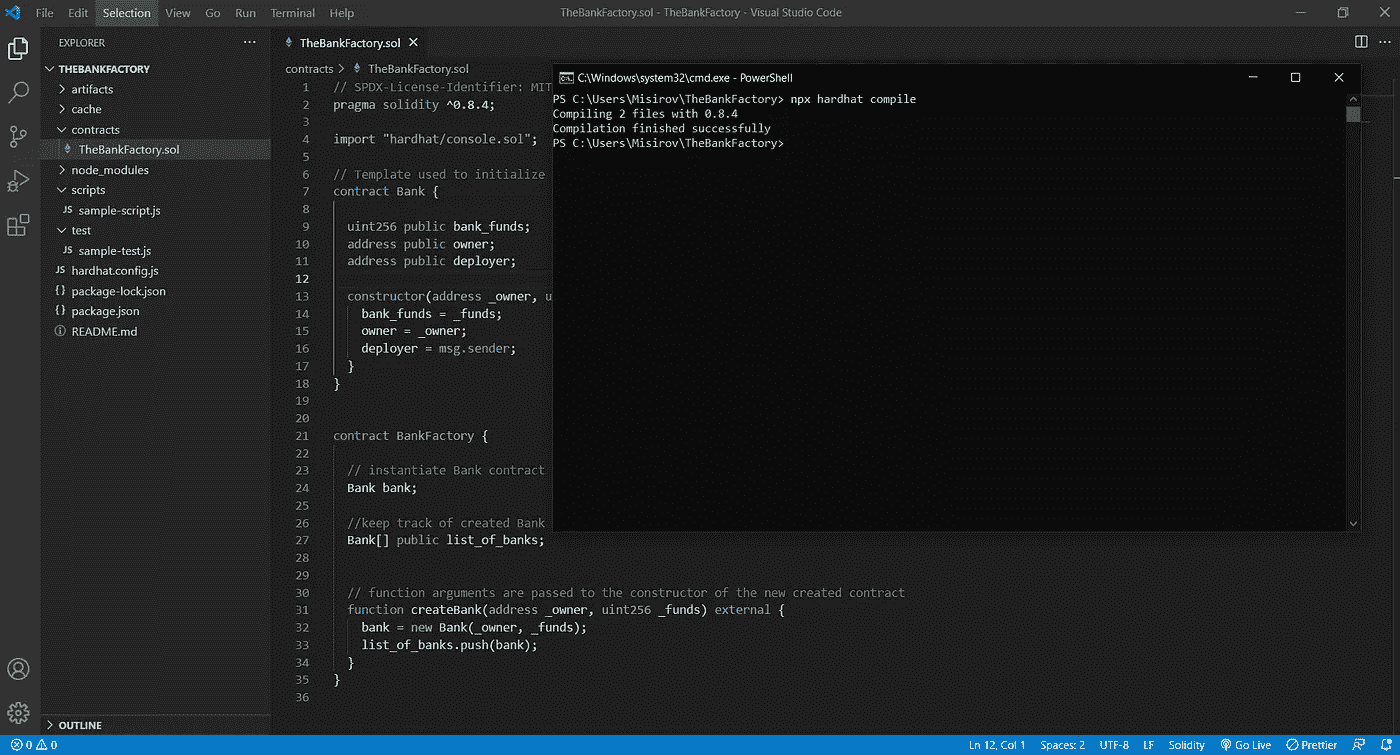 File Edit Selection View Go Run Terminal Help
TheBankFactory.sol - TheBankFactory - Visual Studio Code
EXPLORER
THEBANKFACTORY
artifacts
cache
contracts
TheBankFactory.sol
node_modules
scripts
JS sample-script.js
test
JS sample-test.js
JS hardhat.config.js
{} package-lock.json
{} package.json
README.md
OUTLINE
TheBankFactory.sol
contracts > TheBankFactory.sol
1 // SPDX-License-Identifier: MIT
2 pragma solidity ^0.8.4;
3
4 import "hardhat/console.sol";
5
6 // Template used to initialize
7 contract Bank {
8
9 uint256 public bank_funds;
10 address public owner;
11 address public deployer;
12
13 constructor(address _owner, u
14 bank_funds = _funds;
15 owner = _owner;
16 deployer = msg.sender;
17 }
18 }
19
20
21 contract BankFactory {
22
23 // instantiate Bank contract
24 Bank bank;
25
26 //keep track of created Bank
27 Bank[] public list_of_banks;
28
29
30 // function arguments are passed to the constructor of the new created contract
31 function createBank(address _owner, uint256 _funds) external {
32 bank = new Bank(_owner, _funds);
33 list_of_banks.push(bank);
34 }
35 }
36
C:\Windows\system32\cmd.exe - PowerShell
PS C:\Users\Misirov\TheBankFactory> npx hardhat compile
Compiling 2 files with 0.8.4
Compilation finished successfully
PS C:\Users\Misirov\TheBankFactory>
0 0 Ln 12, Col 1 Spaces: 2 UTF-8 LF Solidity Go Live Prettier